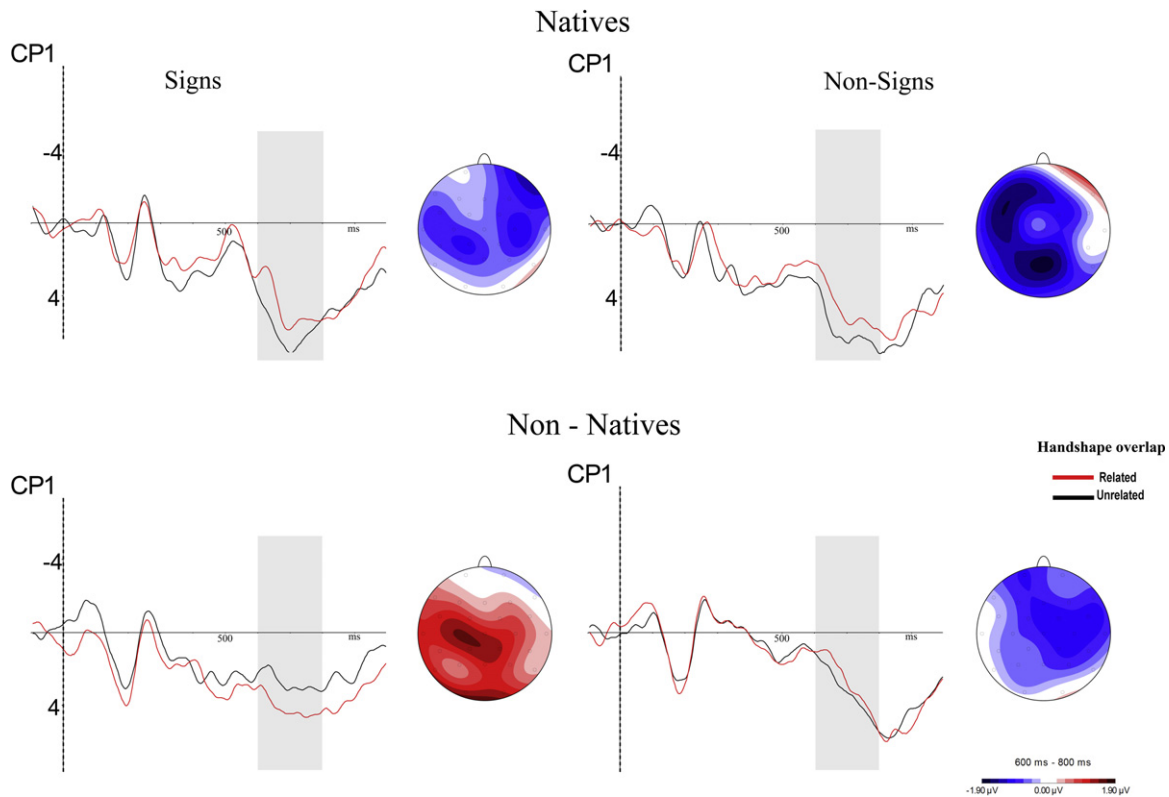 Natives
CP1
Signs
-4
500
ms
4
CP1
Non-Signs
-4
500
ms
4
Non - Natives
Handshape overlap
Related
Unrelated
CP1
-4
500
ms
4
CP1
500
ms
600 ms - 800 ms
-1.90 µV 0.00 µV 1.90 µV